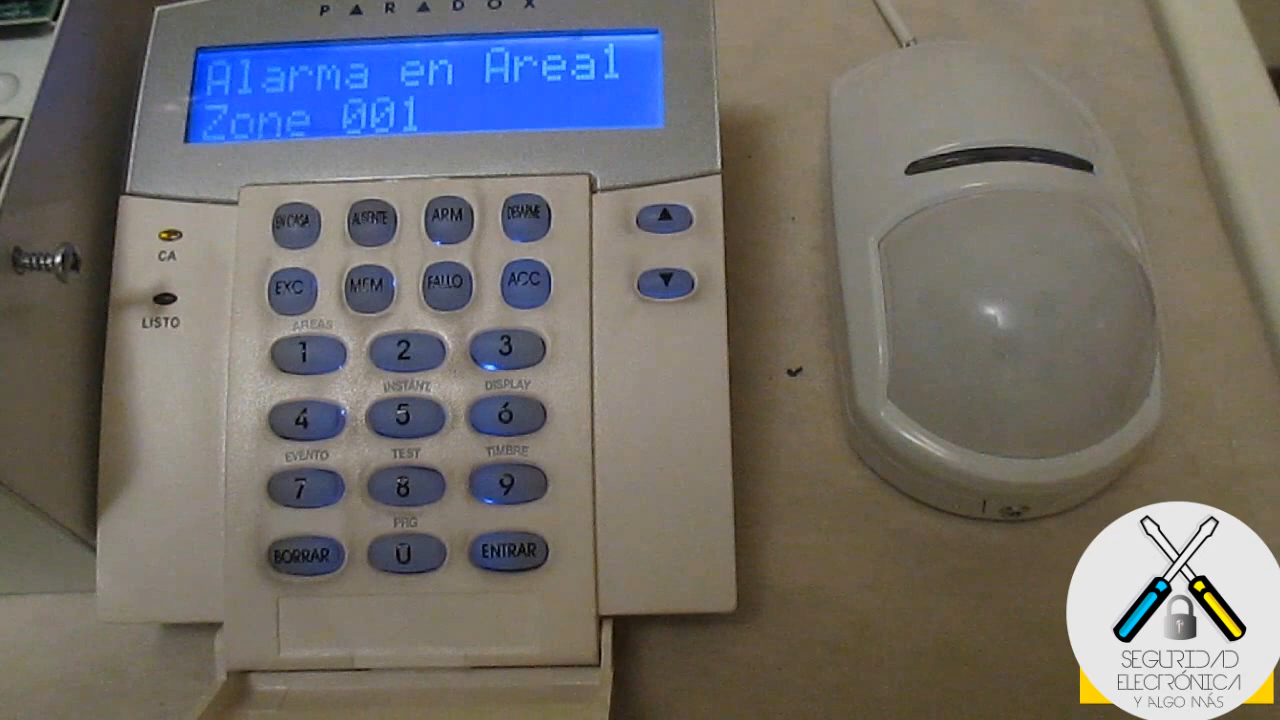 PARADOX
Alarma en Area1
Zone 001
EN CASA AUSENTE ARM DESARME
CA
EXC MEM FALLO ACC
LISTO
AREAS
1 2 3
INSTANT DISPLAY
4 5 6
EVENTO TEST TIMBRE
7 8 9
PRG
BORRAR 0 ENTRAR
SEGURIDAD
ELECTRÓNICA
Y ALGO MÁS